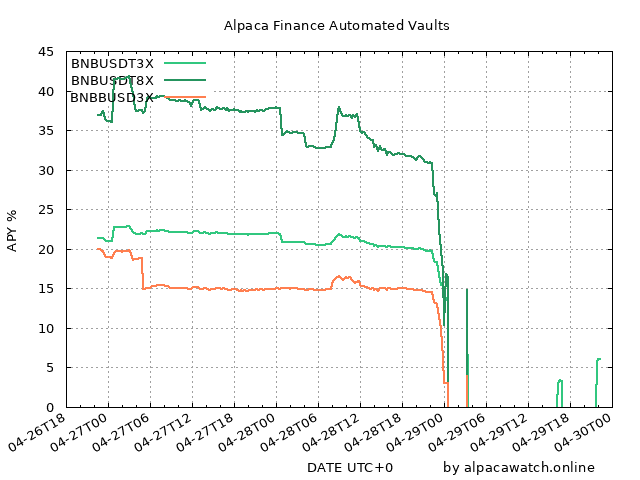 Alpaca Finance Automated Vaults
45
40
35
30
25
20
15
10
5
0
APY %
BNBUSDT3X
BNBUSDT8X
BNBBUSD3X
04-26T18
04-27T00
04-27T06
04-27T12
04-27T18
04-28T00
04-28T06
04-28T12
04-28T18
04-29T00
04-29T06
04-29T12
04-29T18
04-30T00
DATE UTC+0
by alpacawatch.online